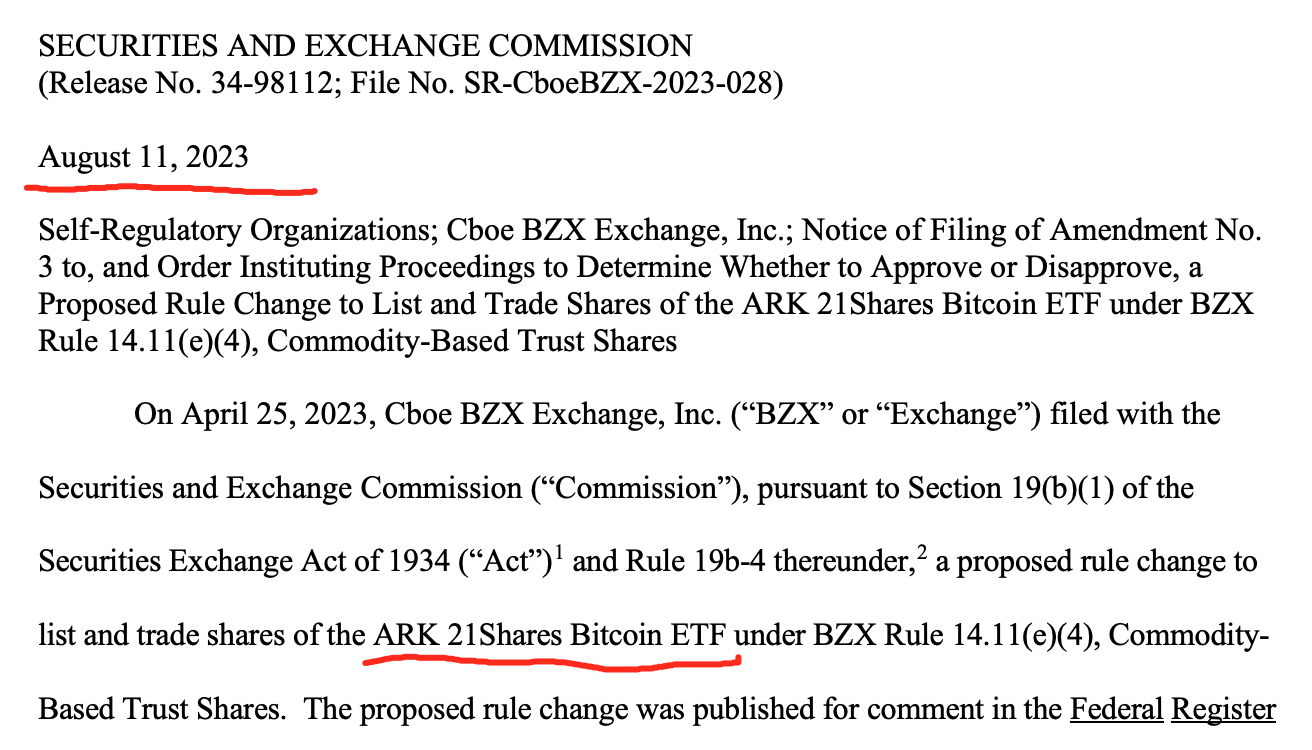 SECURITIES AND EXCHANGE COMMISSION
(Release No. 34-98112; File No. SR-CboeBZX-2023-028)
August 11, 2023
Self-Regulatory Organizations; Cboe BZX Exchange, Inc.; Notice of Filing of Amendment No.
3 to, and Order Instituting Proceedings to Determine Whether to Approve or Disapprove, a
Proposed Rule Change to List and Trade Shares of the ARK 21Shares Bitcoin ETF under BZX
Rule 14.11(e)(4), Commodity-Based Trust Shares
On April 25, 2023, Cboe BZX Exchange, Inc. (“BZX” or “Exchange”) filed with the
Securities and Exchange Commission (“Commission”), pursuant to Section 19(b)(1) of the
Securities Exchange Act of 1934 (“Act”)¹ and Rule 19b-4 thereunder,² a proposed rule change to
list and trade shares of the ARK 21Shares Bitcoin ETF under BZX Rule 14.11(e)(4), Commodity-
Based Trust Shares.  The proposed rule change was published for comment in the Federal Register